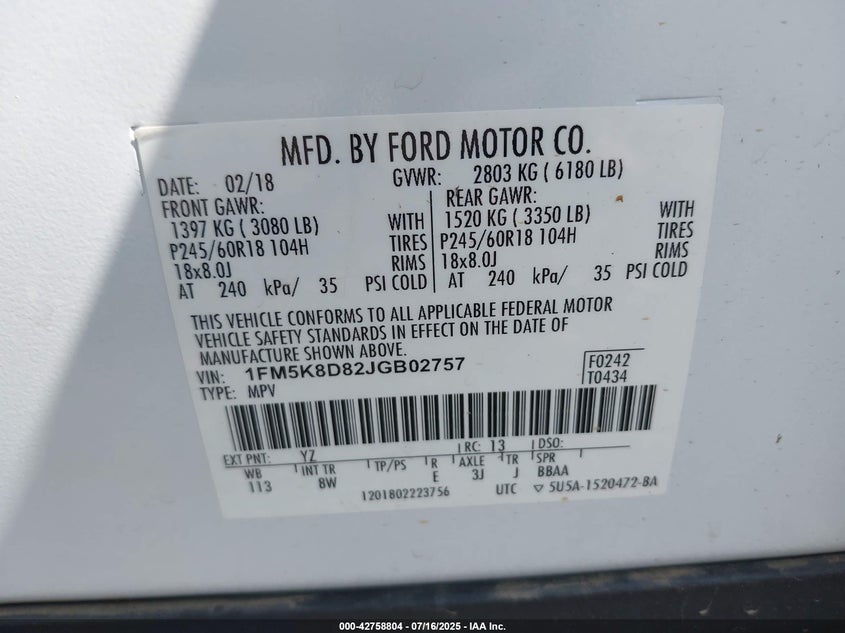 MFD. BY FORD MOTOR CO.
DATE: 02/18 GVWR: 2803 KG ( 6180 LB)
FRONT GAWR: REAR GAWR:
1397 KG ( 3080 LB) WITH 1520 KG ( 3350 LB) WITH
P245/60R18 104H TIRES P245/60R18 104H TIRES
18x8.0J RIMS 18x8.0J RIMS
AT 240 kPa/ 35 PSI COLD AT 240 kPa/ 35 PSI COLD
THIS VEHICLE CONFORMS TO ALL APPLICABLE FEDERAL MOTOR
VEHICLE SAFETY STANDARDS IN EFFECT ON THE DATE OF
MANUFACTURE SHOWN ABOVE.
VIN: 1FM5K8D82JGB02757 F0242
TYPE: MPV T0434
EXT PNT: YZ RC: 13 DSO:
WB INT TR TP/PS R AXLE TR SPR
113 8W E 3J J BBAA
1201802223756 UTC ▽ 5U5A-1520472-BA
000-42758804 / 07/16/2025 - IAA Inc.